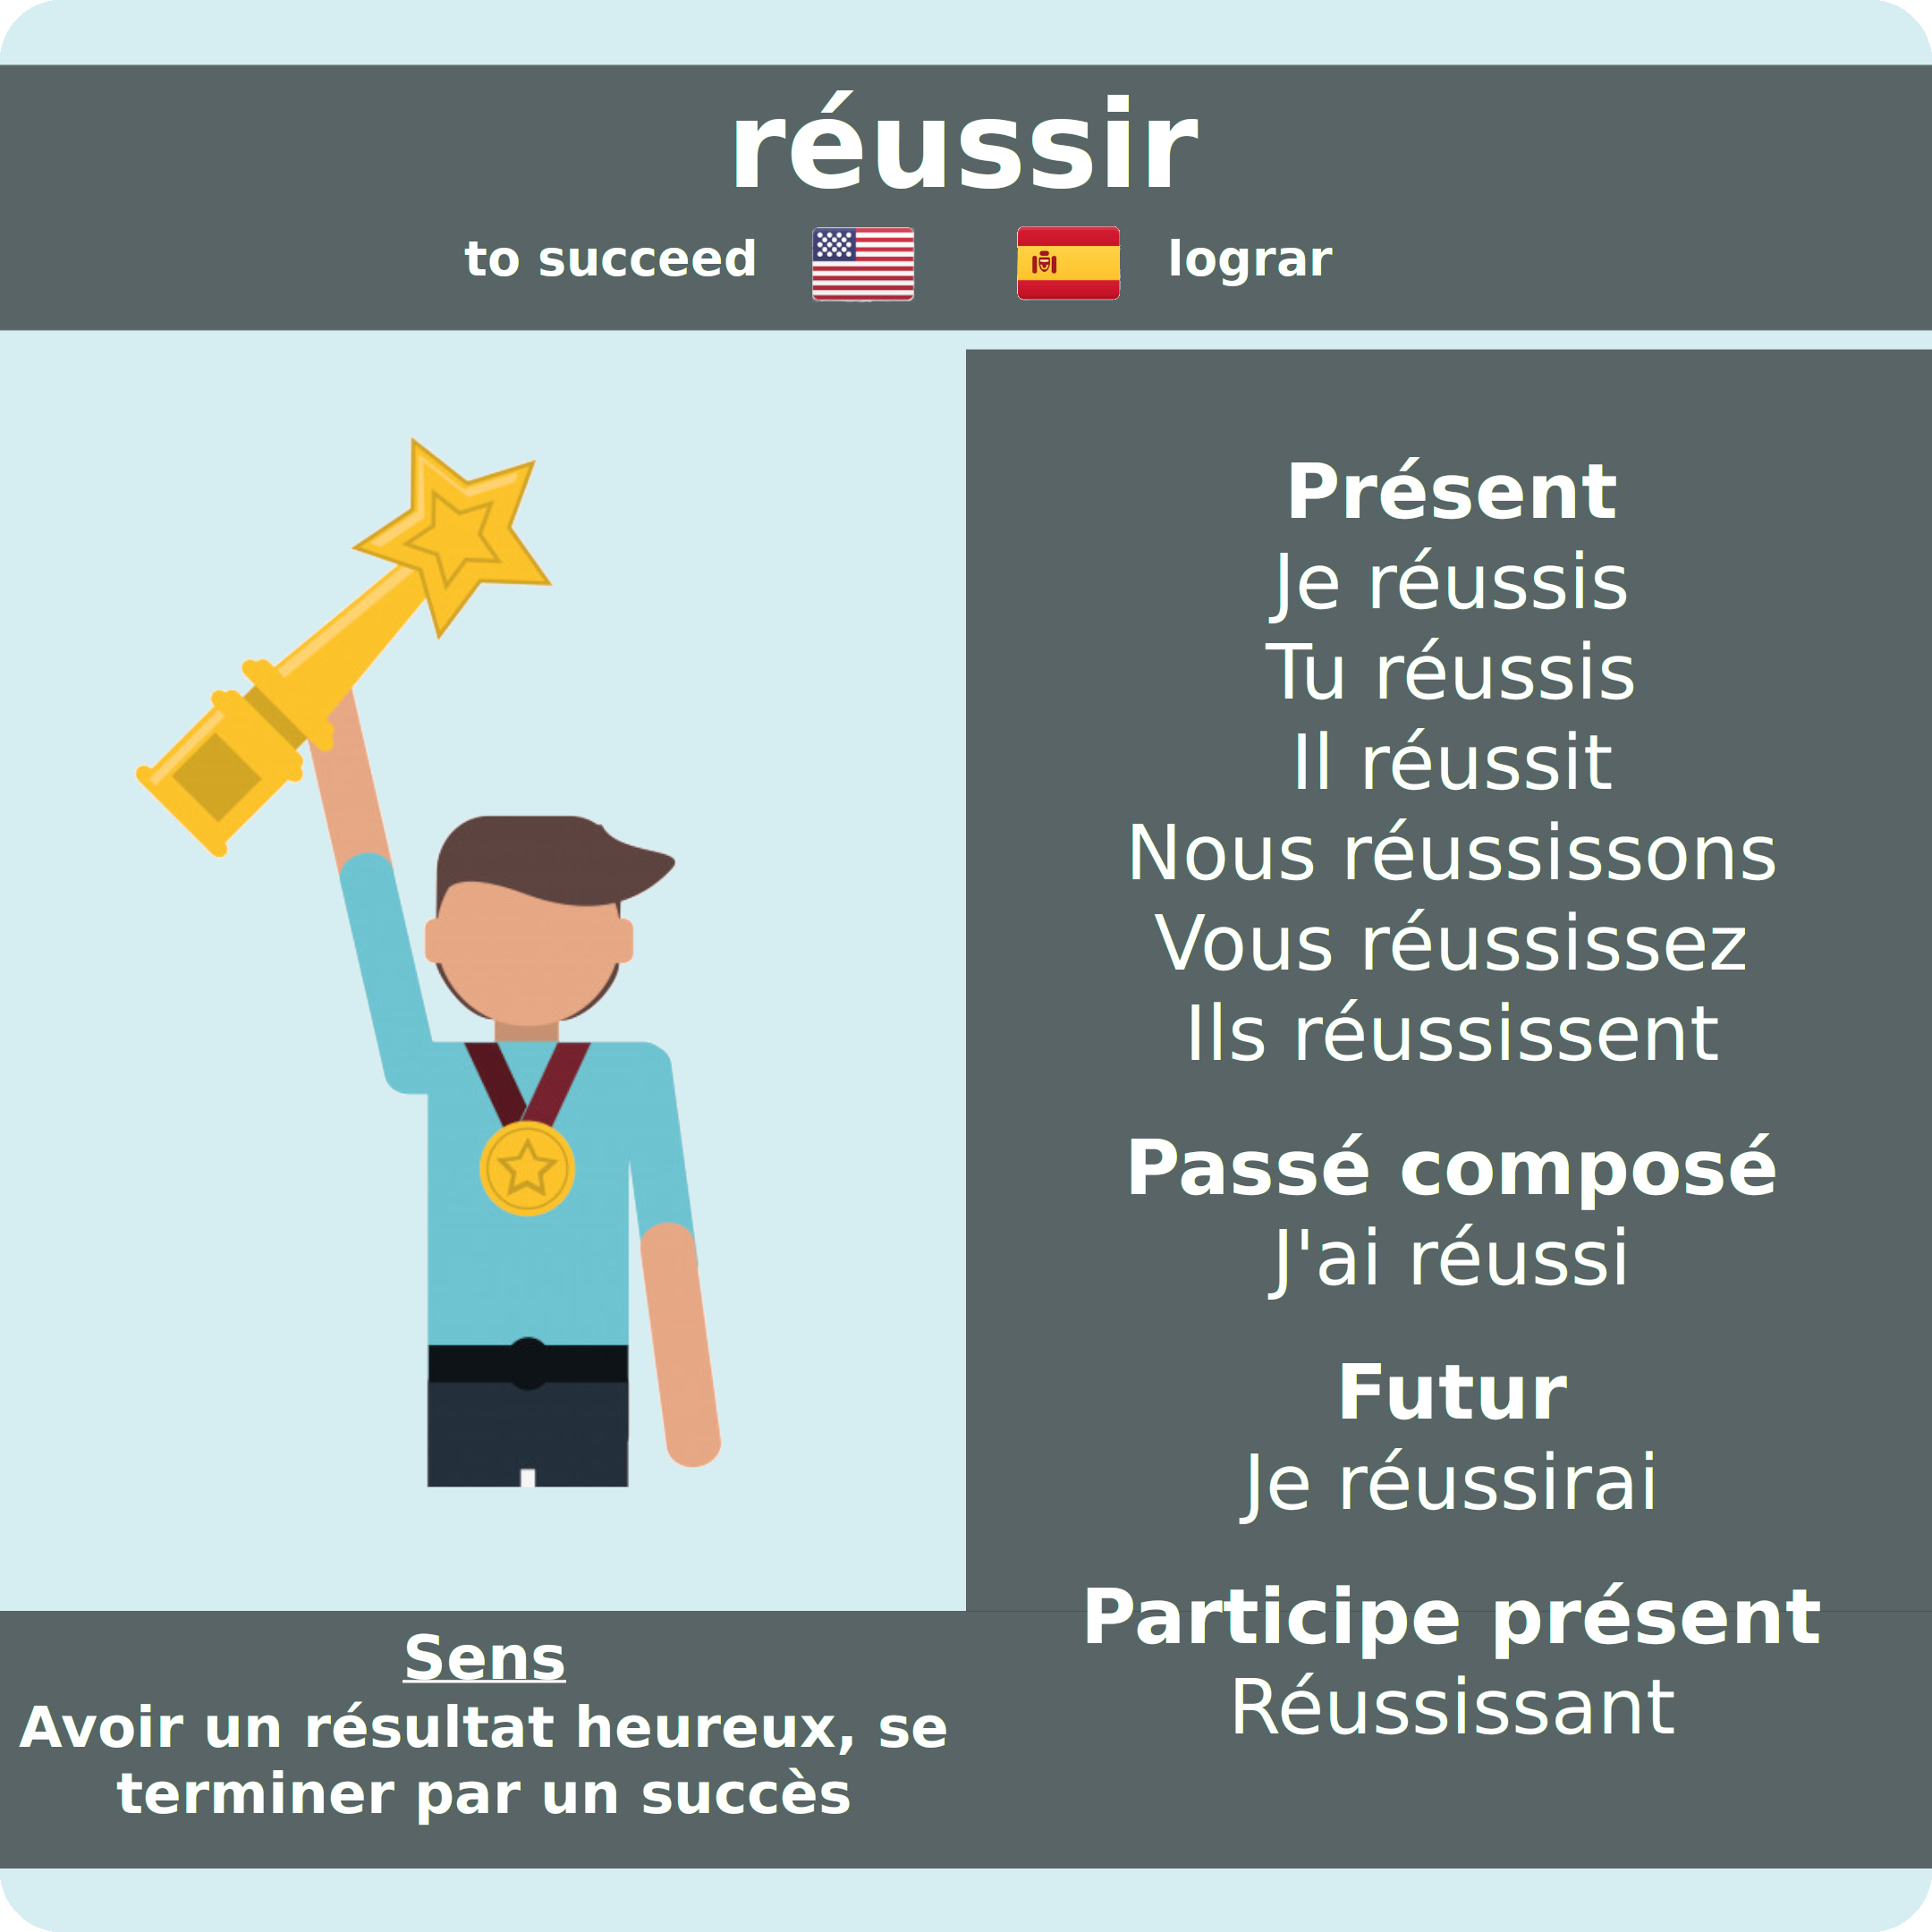 réussir
to succeed
lograr
Présent
Je réussis
Tu réussis
Il réussit
Nous réussissons
Vous réussissez
Ils réussissent
Passé composé
J'ai réussi
Futur
Je réussirai
Participe présent
Réussissant
Sens
Avoir un résultat heureux, se
terminer par un succès